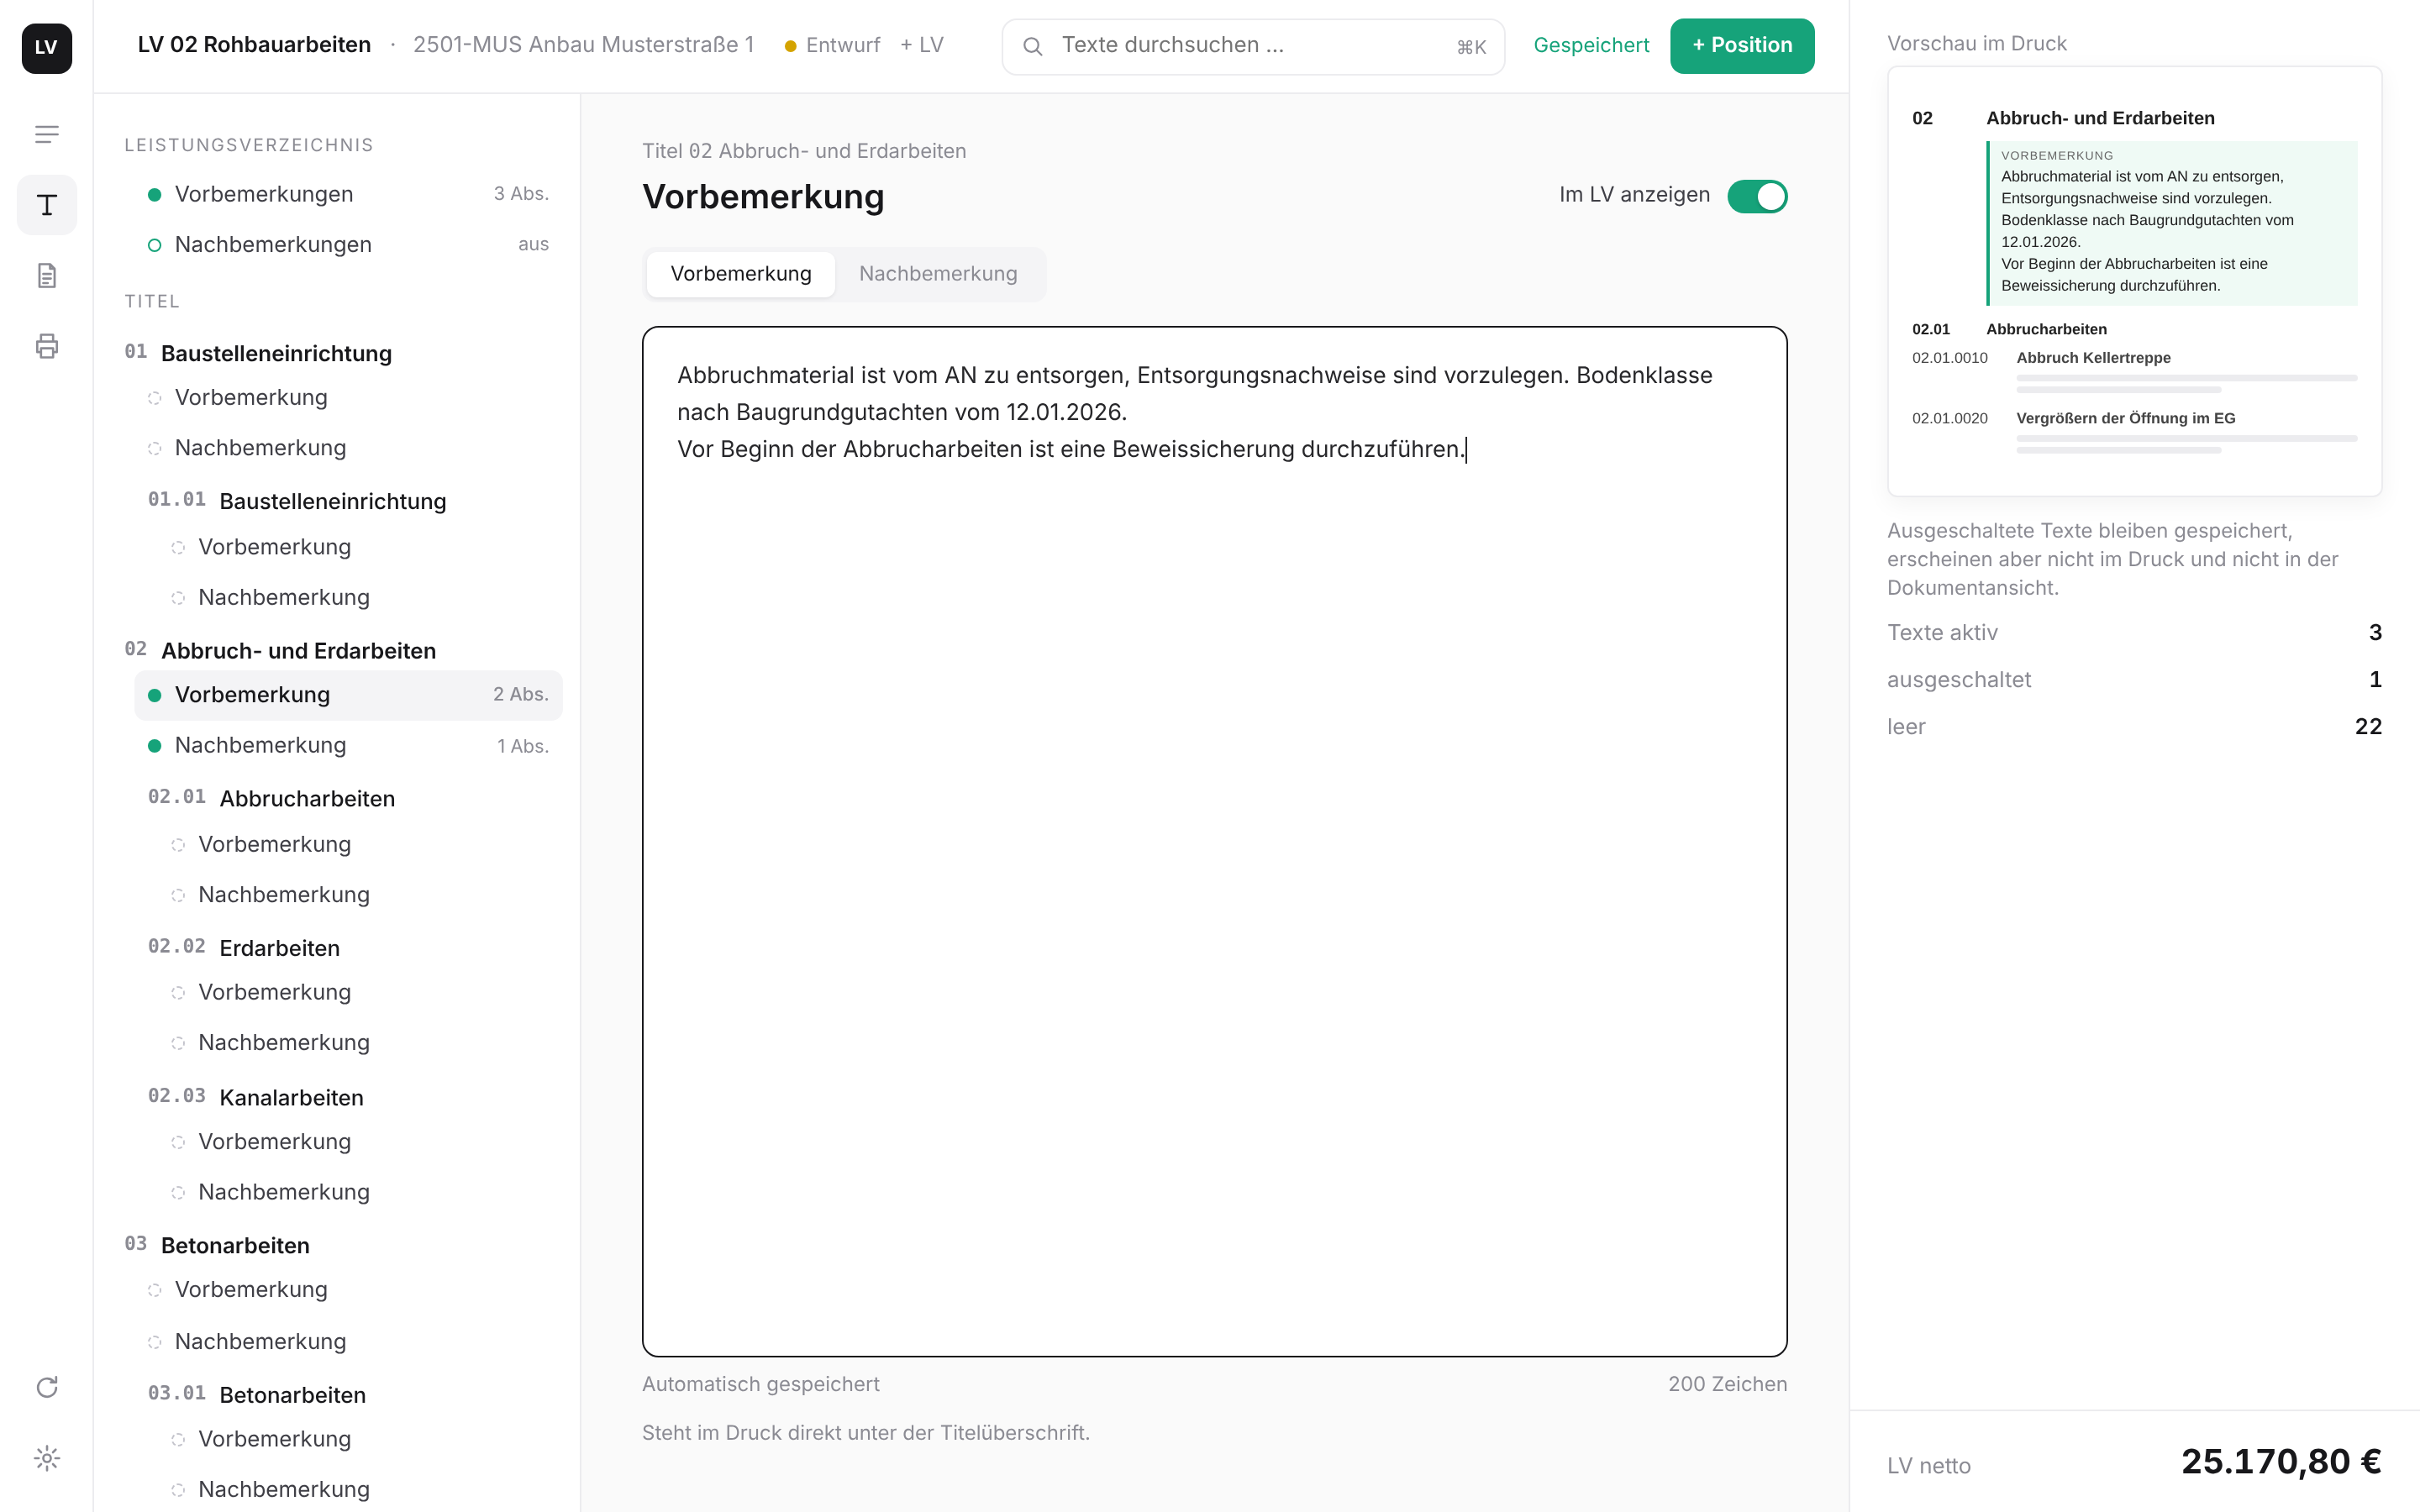 LV
LV 02 Rohbauarbeiten · 2501-MUS Anbau Musterstraße 1 Entwurf + LV
Texte durchsuchen ... ⌘K
Gespeichert
+ Position
LEISTUNGSVERZEICHNIS
Vorbemerkungen 3 Abs.
Nachbemerkungen aus
TITEL
01 Baustelleneinrichtung
Vorbemerkung
Nachbemerkung
01.01 Baustelleneinrichtung
Vorbemerkung
Nachbemerkung
02 Abbruch- und Erdarbeiten
Vorbemerkung 2 Abs.
Nachbemerkung 1 Abs.
02.01 Abbrucharbeiten
Vorbemerkung
Nachbemerkung
02.02 Erdarbeiten
Vorbemerkung
Nachbemerkung
02.03 Kanalarbeiten
Vorbemerkung
Nachbemerkung
03 Betonarbeiten
Vorbemerkung
Nachbemerkung
03.01 Betonarbeiten
Vorbemerkung
Nachbemerkung
Titel 02 Abbruch- und Erdarbeiten
Vorbemerkung
Im LV anzeigen
Vorbemerkung Nachbemerkung
Abbruchmaterial ist vom AN zu entsorgen, Entsorgungsnachweise sind vorzulegen. Bodenklasse
nach Baugrundgutachten vom 12.01.2026.
Vor Beginn der Abbrucharbeiten ist eine Beweissicherung durchzuführen.
Automatisch gespeichert 200 Zeichen
Steht im Druck direkt unter der Titelüberschrift.
Vorschau im Druck
02 Abbruch- und Erdarbeiten
VORBEMERKUNG
Abbruchmaterial ist vom AN zu entsorgen,
Entsorgungsnachweise sind vorzulegen.
Bodenklasse nach Baugrundgutachten vom
12.01.2026.
Vor Beginn der Abbrucharbeiten ist eine
Beweissicherung durchzuführen.
02.01 Abbrucharbeiten
02.01.0010 Abbruch Kellertreppe
02.01.0020 Vergrößern der Öffnung im EG
Ausgeschaltete Texte bleiben gespeichert,
erscheinen aber nicht im Druck und nicht in der
Dokumentansicht.
Texte aktiv 3
ausgeschaltet 1
leer 22
LV netto 25.170,80 €